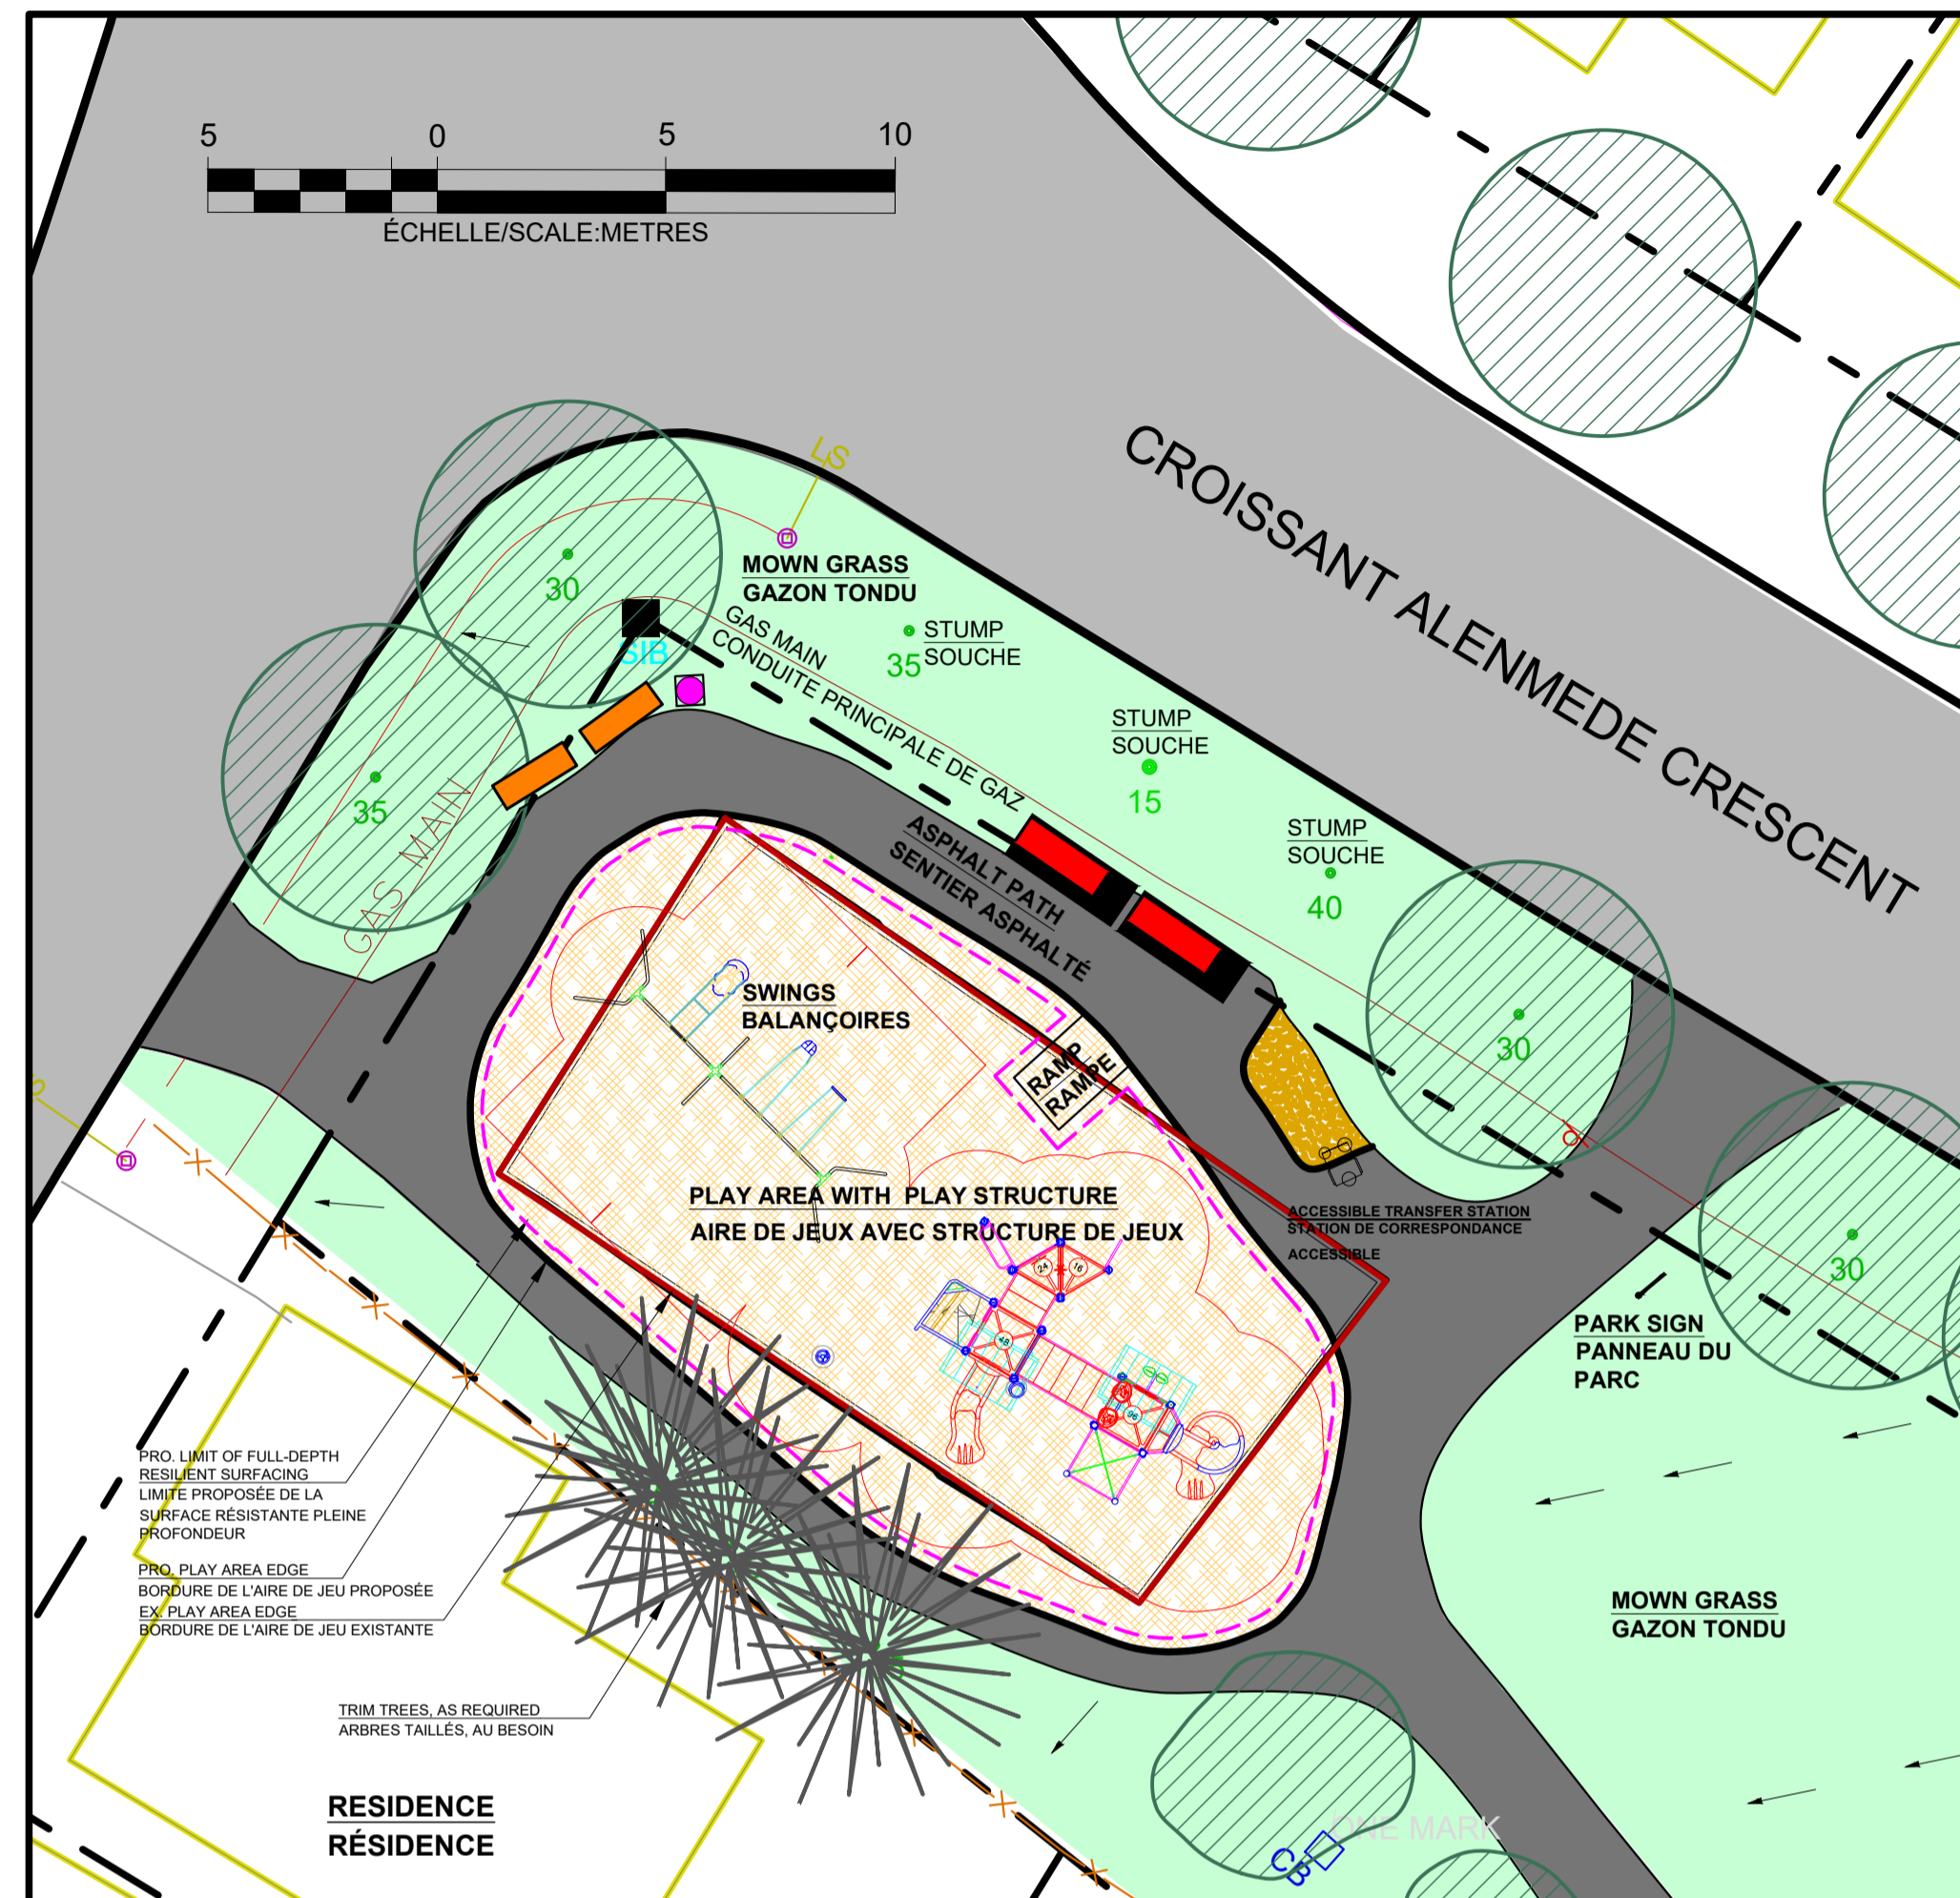 5 0 5 10
ÉCHELLE/SCALE:METRES
CROISSANT ALENMEDE CRESCENT
LS
MOWN GRASS
GAZON TONDU
30
SIB
GAS MAIN
CONDUITE PRINCIPALE DE GAZ
STUMP
SOUCHE
35
STUMP
SOUCHE
15
STUMP
SOUCHE
40
35
GAS MAIN
ASPHALT PATH
SENTIER ASPHALTÉ
30
SWINGS
BALANÇOIRES
RAMP
RAMPE
PLAY AREA WITH PLAY STRUCTURE
AIRE DE JEUX AVEC STRUCTURE DE JEUX
ACCESSIBLE TRANSFER STATION
STATION DE CORRESPONDANCE
ACCESSIBLE
24
16
48
96
30
PARK SIGN
PANNEAU DU
PARC
PRO. LIMIT OF FULL-DEPTH
RESILIENT SURFACING
LIMITE PROPOSÉE DE LA
SURFACE RÉSISTANTE PLEINE
PROFONDEUR
PRO. PLAY AREA EDGE
BORDURE DE L'AIRE DE JEU PROPOSÉE
EX. PLAY AREA EDGE
BORDURE DE L'AIRE DE JEU EXISTANTE
MOWN GRASS
GAZON TONDU
TRIM TREES, AS REQUIRED
ARBRES TAILLÉS, AU BESOIN
RESIDENCE
RÉSIDENCE
ONE MARK
CB